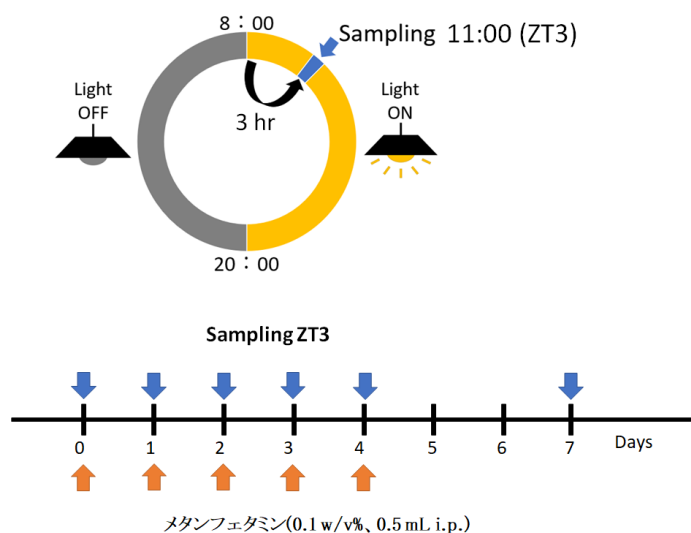 8：00
Sampling 11:00 (ZT3)
Light
OFF
Light
ON
3 hr
20：00
Sampling ZT3
0 1 2 3 4 5 6 7 Days
メタンフェタミン(0.1 w/v%、0.5 mL i.p.)